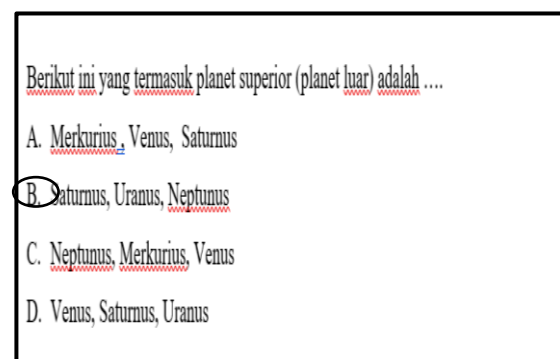 Berikut ini yang termasuk planet superior (planet luar) adalah ....
A. Merkurius , Venus, Saturnus
B. Saturnus, Uranus, Neptunus
C. Neptunus, Merkurius, Venus
D. Venus, Saturnus, Uranus